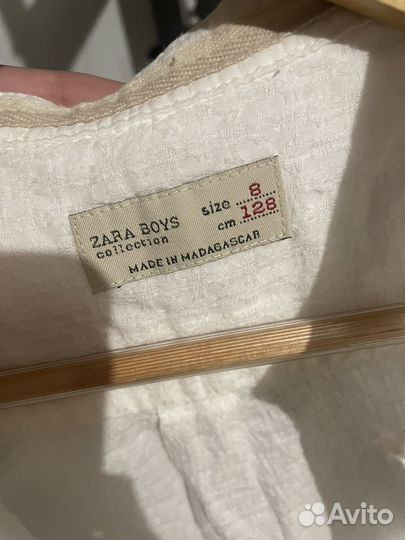 ZARA BOYS size 8
collection cm 128
MADE IN MADAGASCAR
Avito